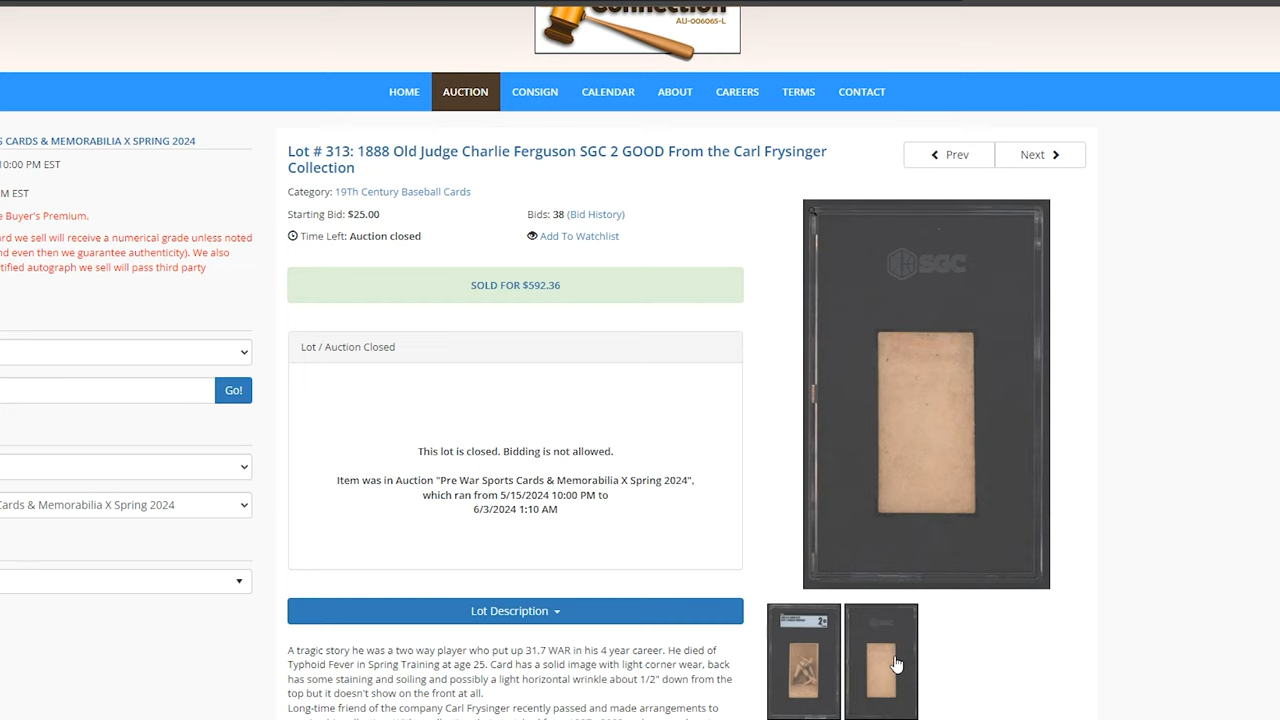 Connection
AU-006065-L
HOME AUCTION CONSIGN CALENDAR ABOUT CAREERS TERMS CONTACT
S CARDS & MEMORABILIA X SPRING 2024
10:00 PM EST
M EST
e Buyer's Premium.
ard we sell will receive a numerical grade unless noted
nd even then we guarantee authenticity). We also
tified autograph we sell will pass third party
Go!
Cards & Memorabilia X Spring 2024
Lot # 313: 1888 Old Judge Charlie Ferguson SGC 2 GOOD From the Carl Frysinger
Collection
Prev Next
Category: 19Th Century Baseball Cards
Starting Bid: $25.00 Bids: 38 (Bid History)
Time Left: Auction closed Add To Watchlist
SOLD FOR $592.36
Lot / Auction Closed
This lot is closed. Bidding is not allowed.
Item was in Auction "Pre War Sports Cards & Memorabilia X Spring 2024",
which ran from 5/15/2024 10:00 PM to
6/3/2024 1:10 AM
Lot Description
A tragic story he was a two way player who put up 31.7 WAR in his 4 year career. He died of
Typhoid Fever in Spring Training at age 25. Card has a solid image with light corner wear, back
has some staining and soiling and possibly a light horizontal wrinkle about 1/2" down from the
top but it doesn't show on the front at all.
Long-time friend of the company Carl Frysinger recently passed and made arrangements to
SGC
2
SGC